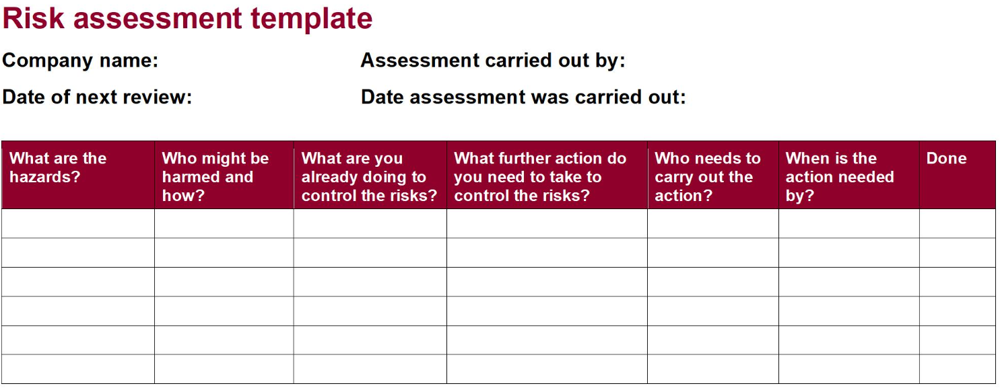 Risk assessment template
Company name: Assessment carried out by:
Date of next review: Date assessment was carried out:
What are the
hazards?
Who might be
harmed and
how?
What are you
already doing to
control the risks?
What further action do
you need to take to
control the risks?
Who needs to
carry out the
action?
When is the
action needed
by?
Done